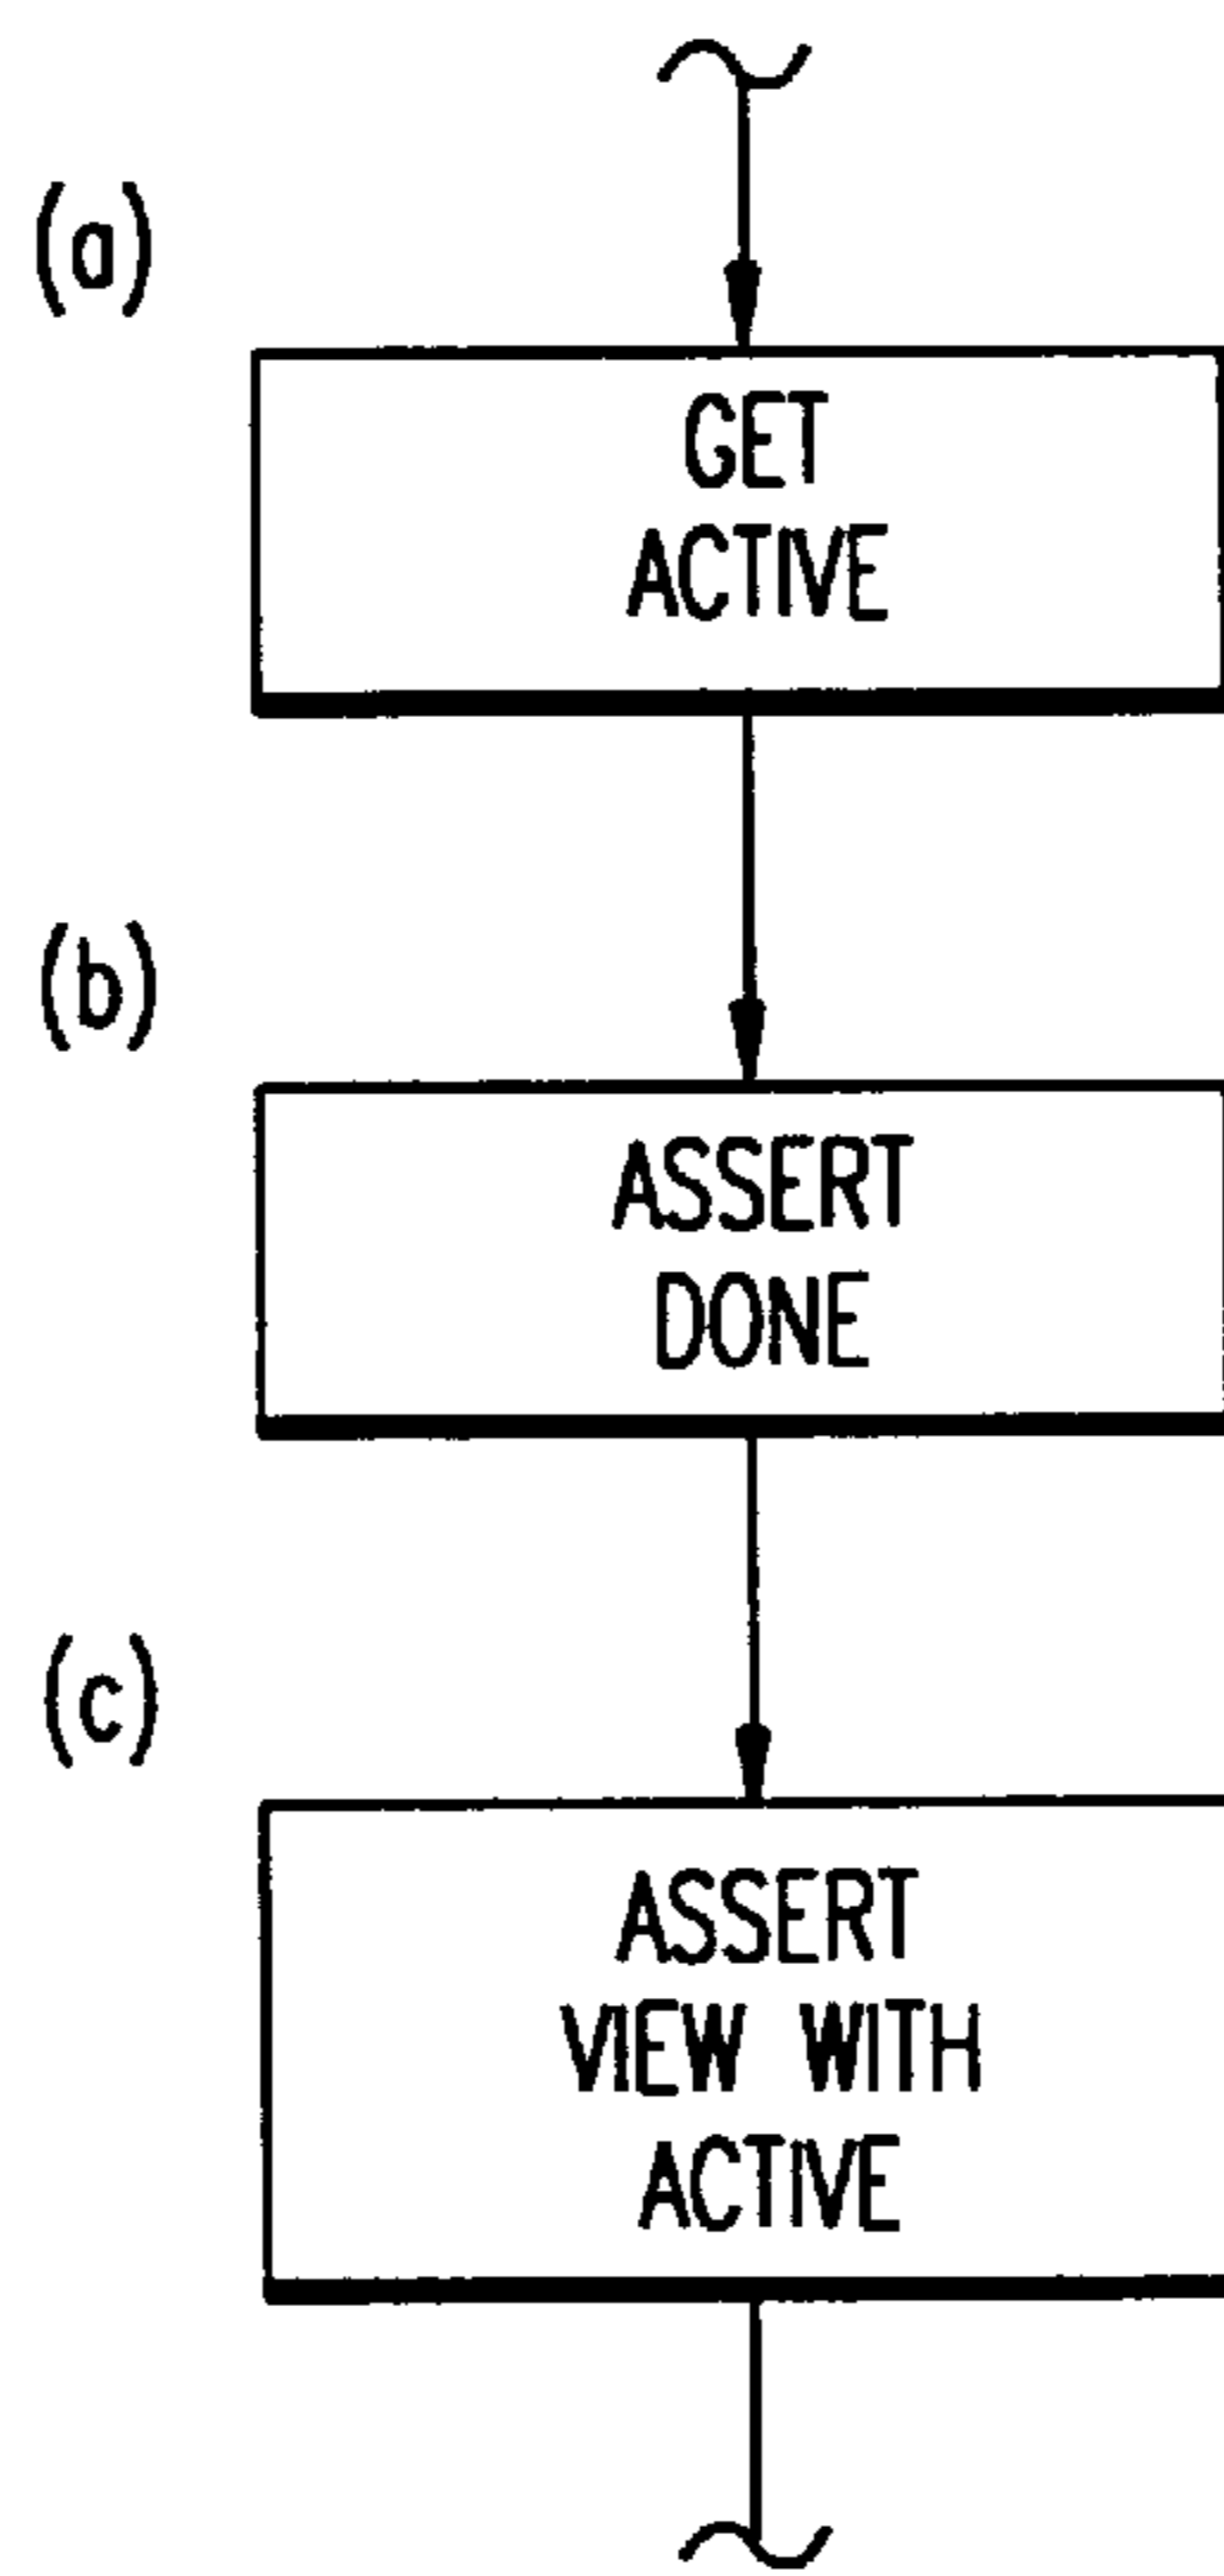 (a)
GET
ACTIVE
(b)
ASSERT
DONE
(c)
ASSERT
VIEW WITH
ACTIVE